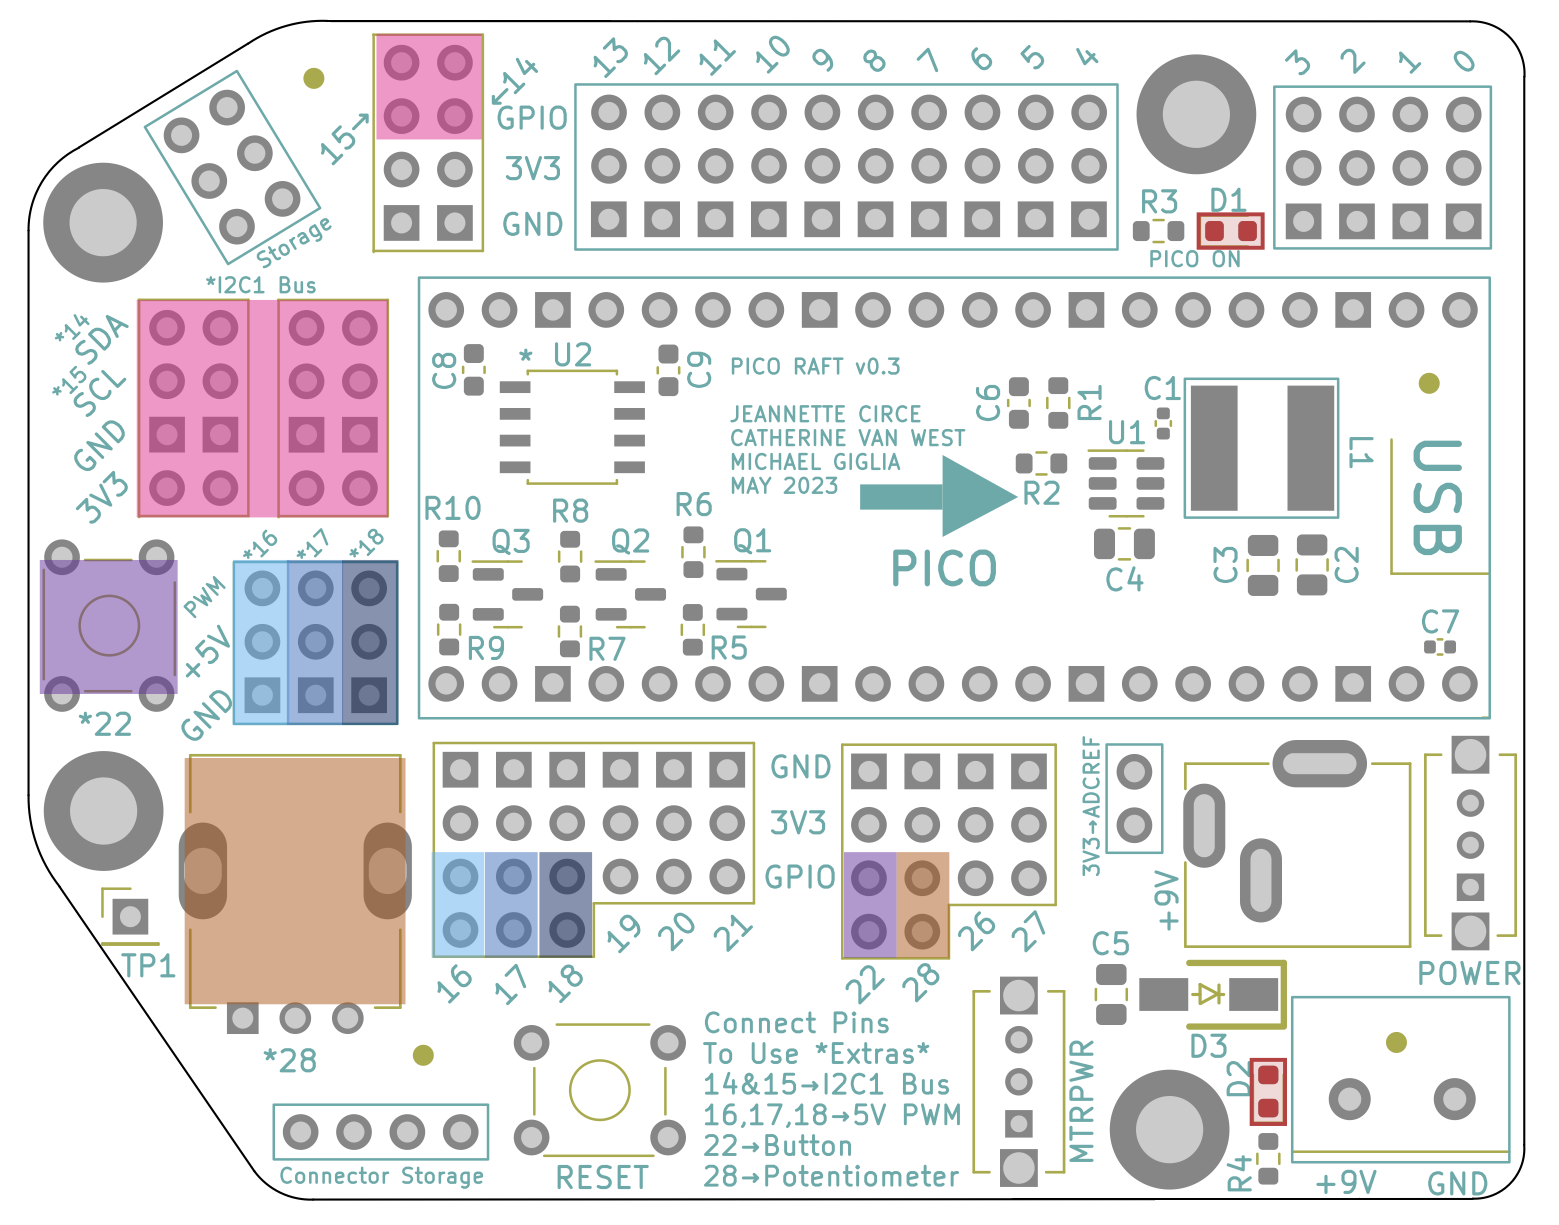 13 12 11 10 9 8 7 6 5 4
3 2 1 0
←14
15→
GPIO
3V3
GND
Storage
R3
D1
PICO ON
*I2C1 Bus
*14
SDA
*15
SCL
GND
3V3
C8
*
U2
C9
PICO RAFT v0.3
JEANNETTE CIRCE
CATHERINE VAN WEST
MICHAEL GIGLIA
MAY 2023
C6
R1
C1
U1
R2
L1
USB
R10
R8
R6
Q3
Q2
Q1
PICO
C4
C3
C2
C7
R9
R7
R5
*16
*17
*18
PWM
+5V
GND
*22
GND
3V3
GPIO
3V3→ADCREF
+9V
16 17 18 19 20 21
22 28 26 27
TP1
*28
C5
POWER
D3
D2
R4
MTRPWR
Connect Pins
To Use *Extras*
14&15→I2C1 Bus
16,17,18→5V PWM
22→Button
28→Potentiometer
Connector Storage
RESET
+9V
GND